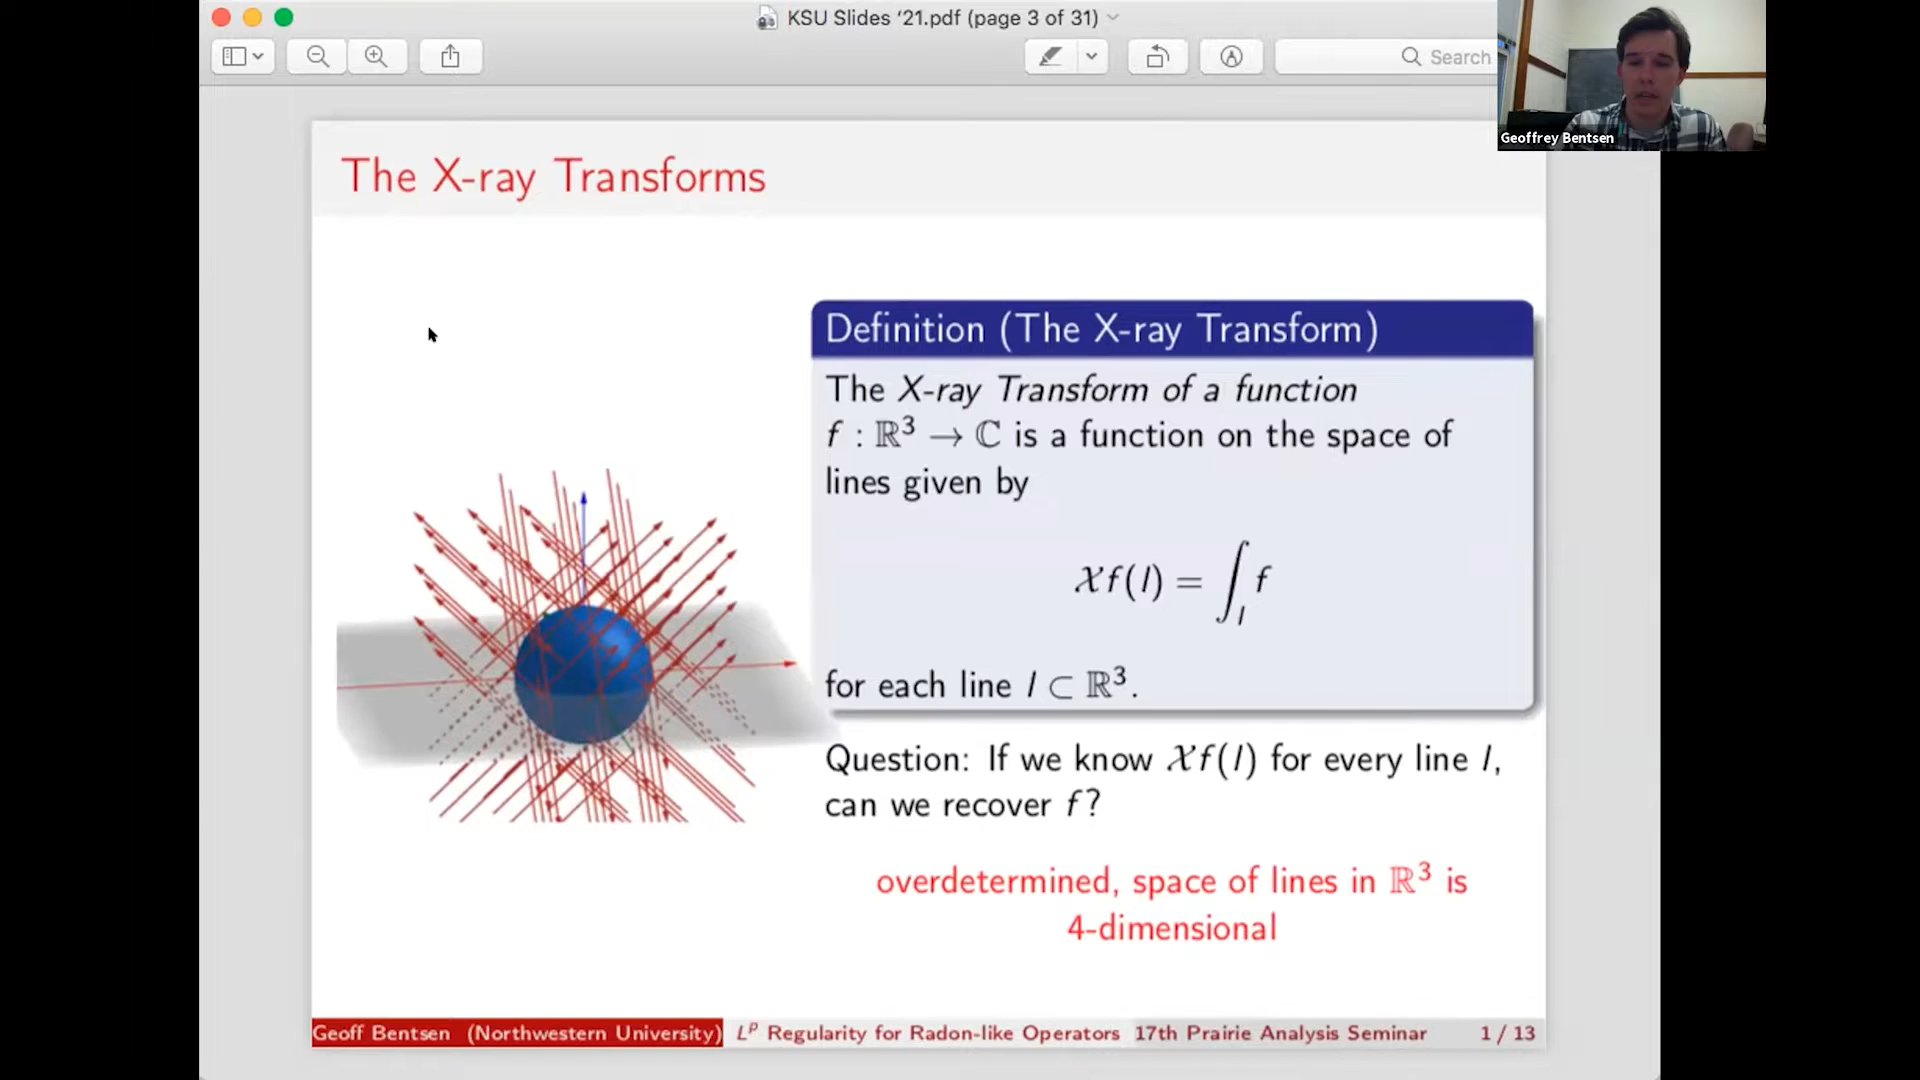 KSU Slides '21.pdf (page 3 of 31)
Search
Geoffrey Bentsen
The X-ray Transforms
Definition (The X-ray Transform)
The X-ray Transform of a function
f : ℝ³ → ℂ is a function on the space of
lines given by
𝒳f(l) = ∫_l f
for each line l ⊂ ℝ³.
Question: If we know 𝒳f(l) for every line l,
can we recover f?
overdetermined, space of lines in ℝ³ is
4-dimensional
Geoff Bentsen (Northwestern University) Lᵖ Regularity for Radon-like Operators 17th Prairie Analysis Seminar 1 / 13